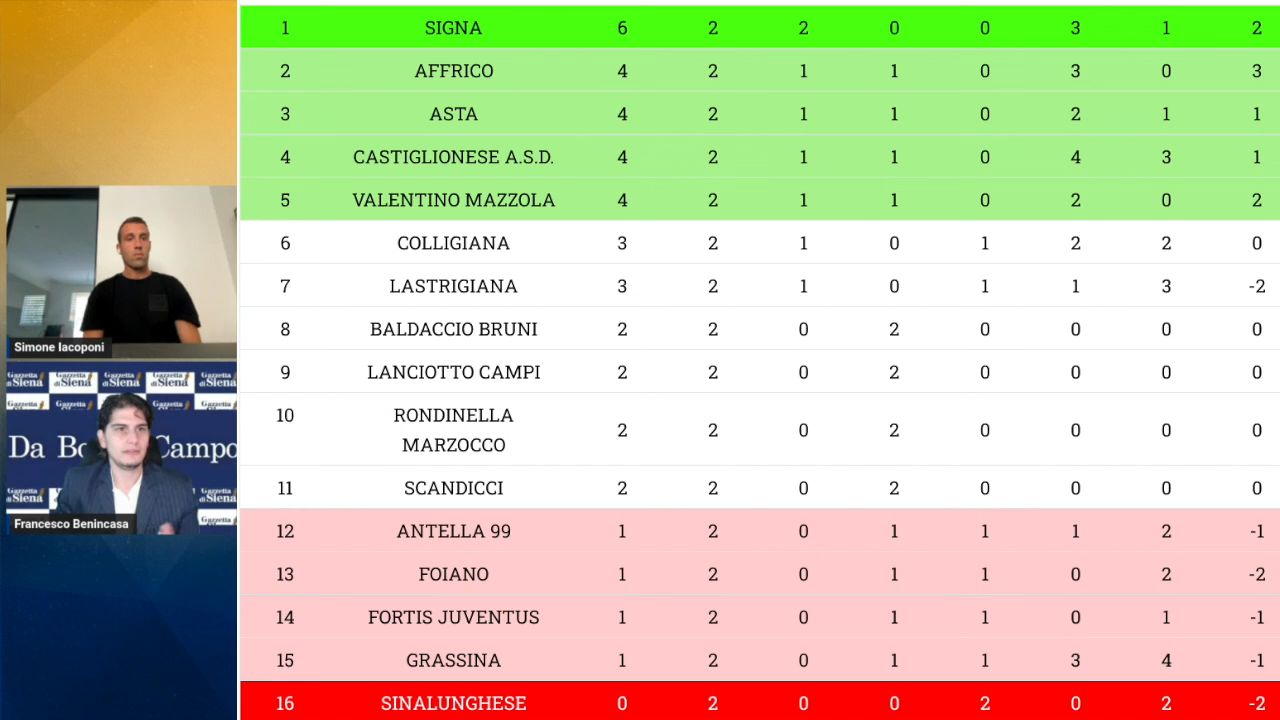 1 SIGNA 6 2 2 0 0 3 1 2
2 AFFRICO 4 2 1 1 0 3 0 3
3 ASTA 4 2 1 1 0 2 1 1
4 CASTIGLIONESE A.S.D. 4 2 1 1 0 4 3 1
5 VALENTINO MAZZOLA 4 2 1 1 0 2 0 2
6 COLLIGIANA 3 2 1 0 1 2 2 0
7 LASTRIGIANA 3 2 1 0 1 1 3 -2
8 BALDACCIO BRUNI 2 2 0 2 0 0 0 0
9 LANCIOTTO CAMPI 2 2 0 2 0 0 0 0
10 RONDINELLA
MARZOCCO 2 2 0 2 0 0 0 0
11 SCANDICCI 2 2 0 2 0 0 0 0
12 ANTELLA 99 1 2 0 1 1 1 2 -1
13 FOIANO 1 2 0 1 1 0 2 -2
14 FORTIS JUVENTUS 1 2 0 1 1 0 1 -1
15 GRASSINA 1 2 0 1 1 3 4 -1
16 SINALUNGHESE 0 2 0 0 2 0 2 -2
Simone Iacoponi
Gazzetta di Siena
Da Bo Campo
Francesco Benincasa